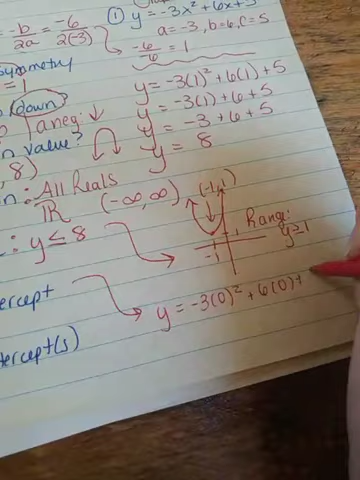 -b/2a = -6/2(-3)
① y = -3x² + 6x + 5
a = -3, b = 6, c = 5
-6/-6 = 1
symmetry
= 1
y = -3(1)² + 6(1) + 5
down
y = -3(1) + 6 + 5
a neg: ↓
y = -3 + 6 + 5
n value?
y = 8
, 8)
n: All Reals
ℝ (-∞, ∞)
(-1, 1)
: y ≤ 8
Range:
y ≥ 1
1
-1
ercept
y = -3(0)² + 6(0) +
tercept(s)